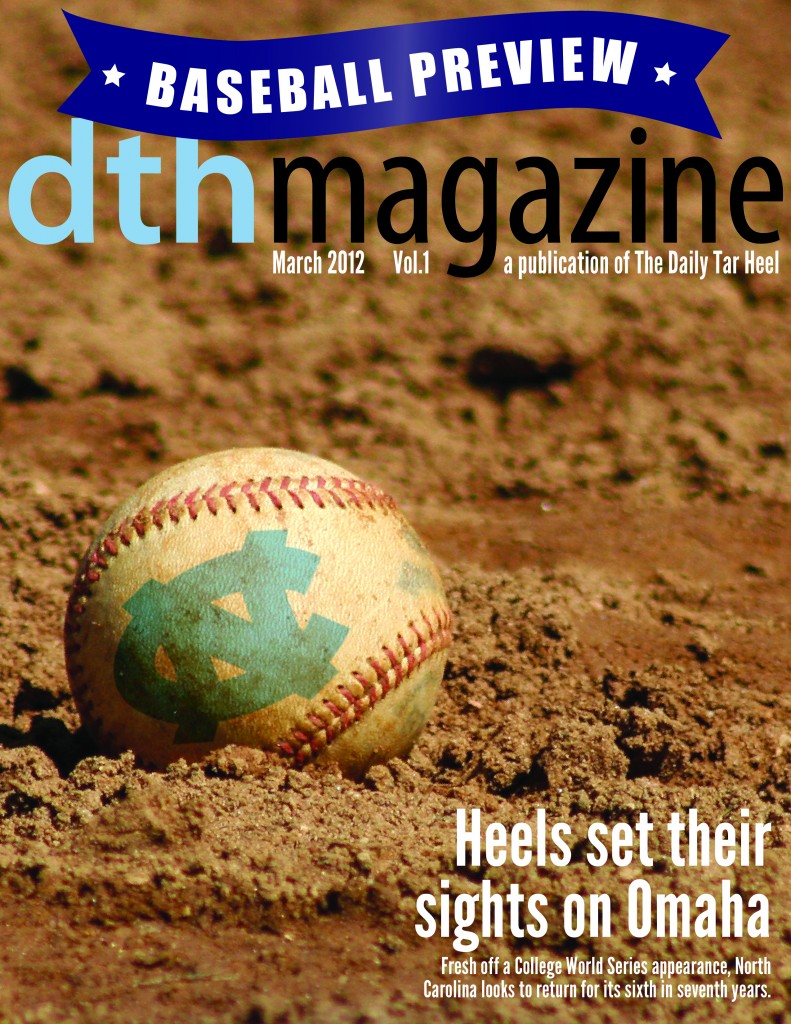 BASEBALL PREVIEW
dthmagazine
March 2012 Vol.1 a publication of The Daily Tar Heel
NC
Heels set their
sights on Omaha
Fresh off a College World Series appearance, North
Carolina looks to return for its sixth in seventh years.